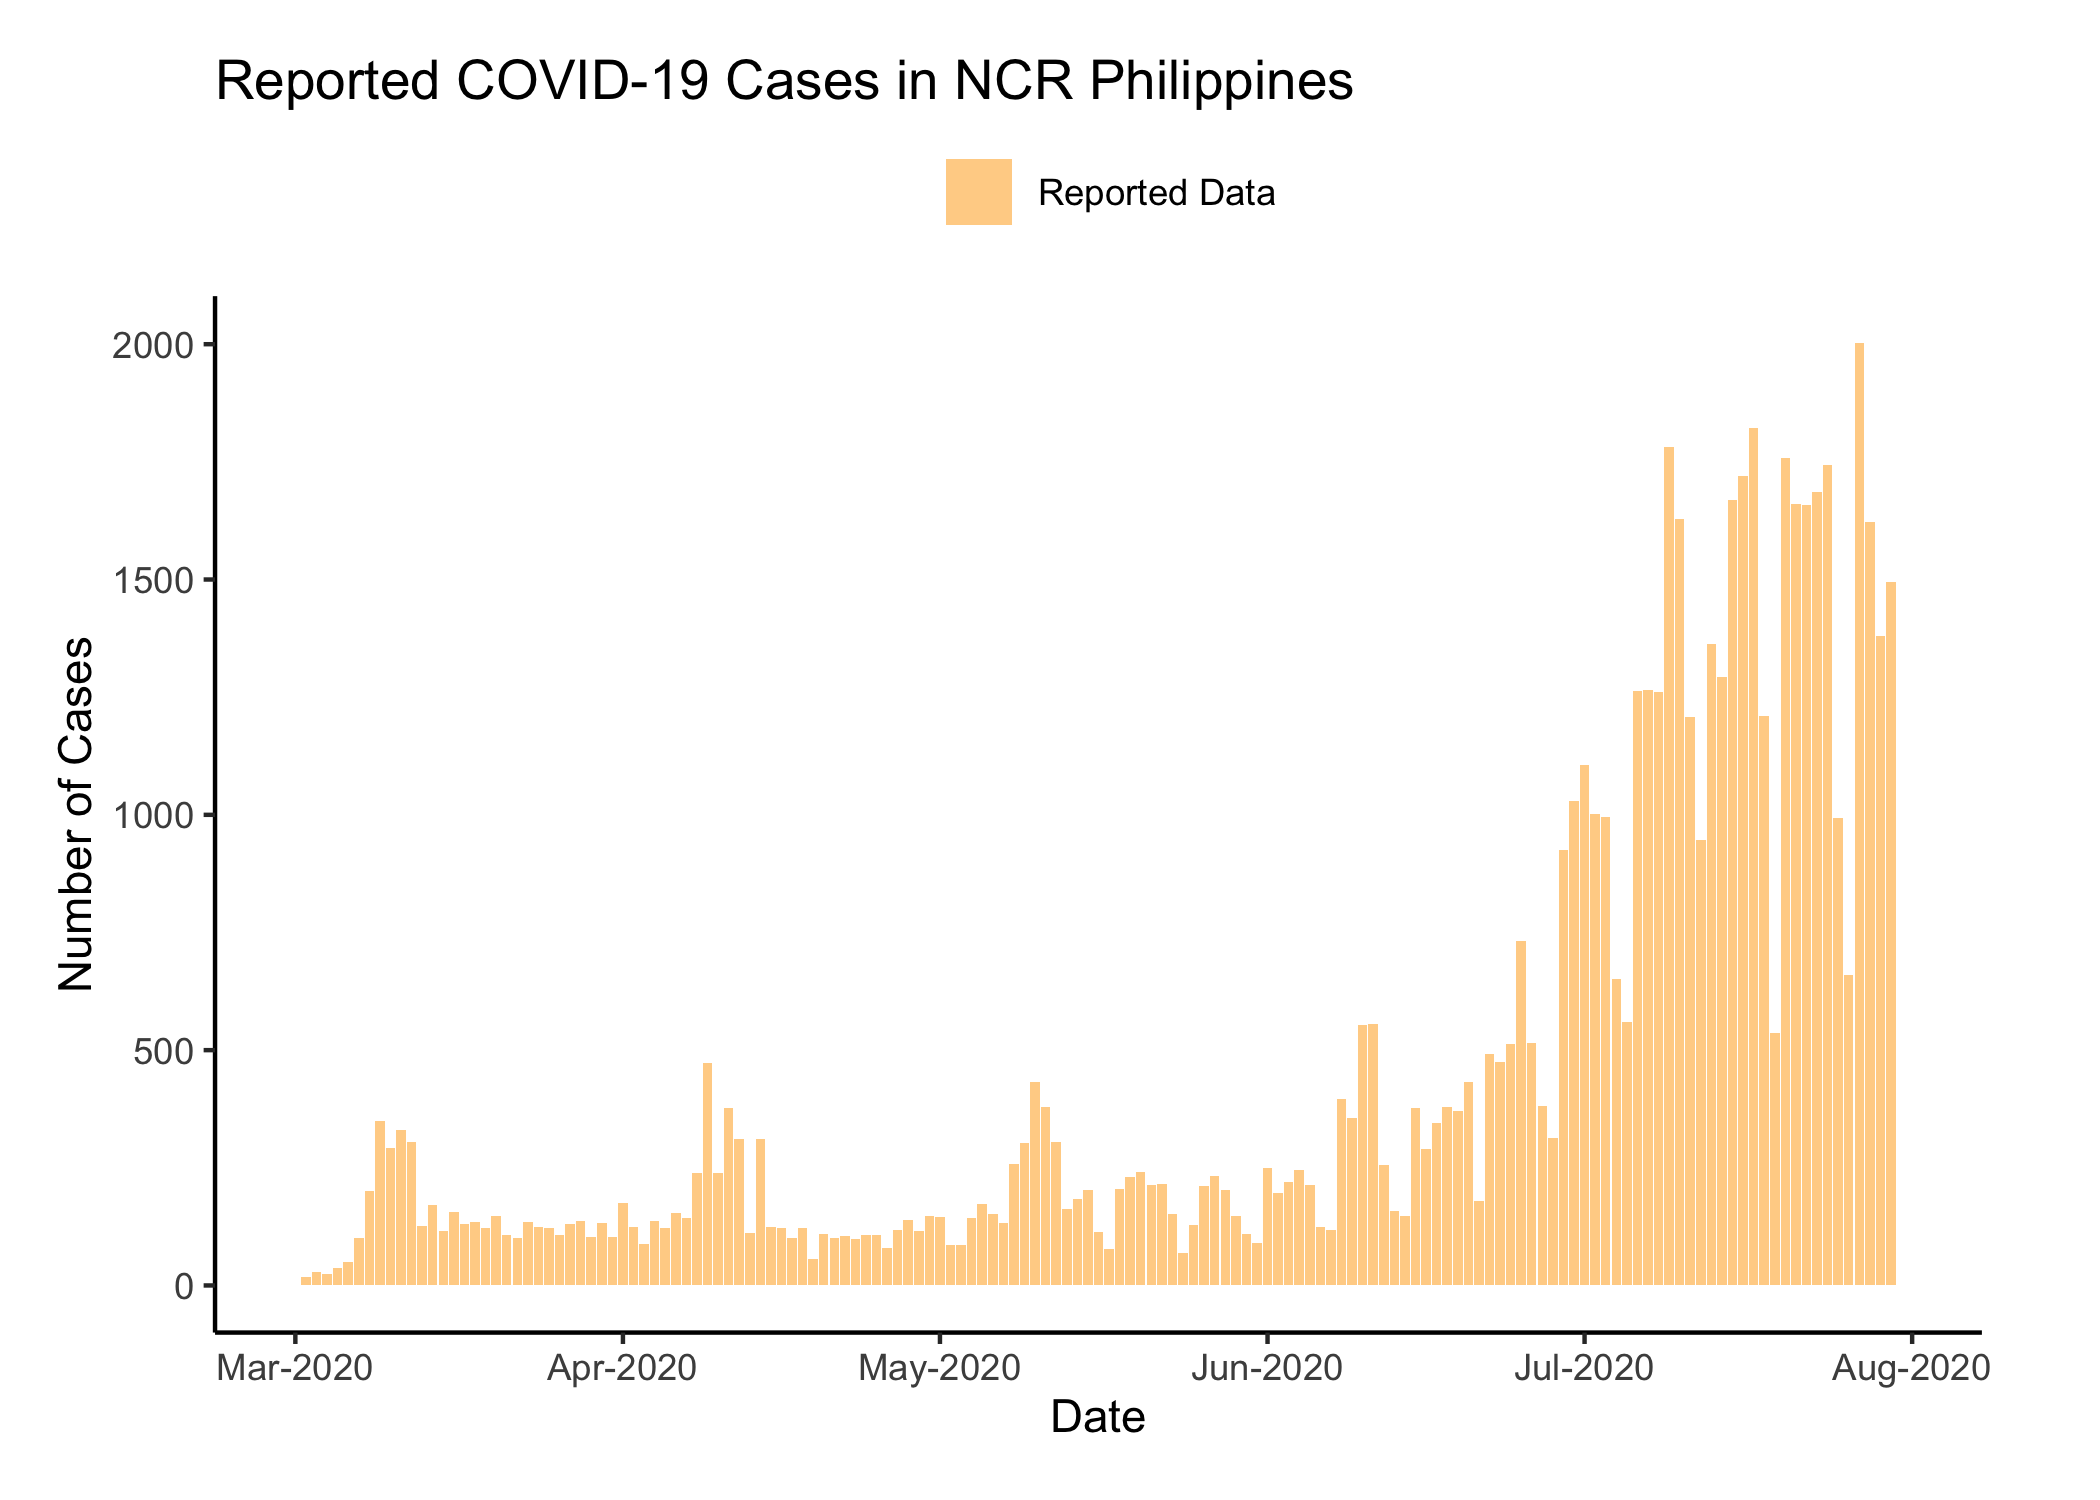 Reported COVID-19 Cases in NCR Philippines
Reported Data
Number of Cases
2000
1500
1000
500
0
Mar-2020 Apr-2020 May-2020 Jun-2020 Jul-2020 Aug-2020
Date